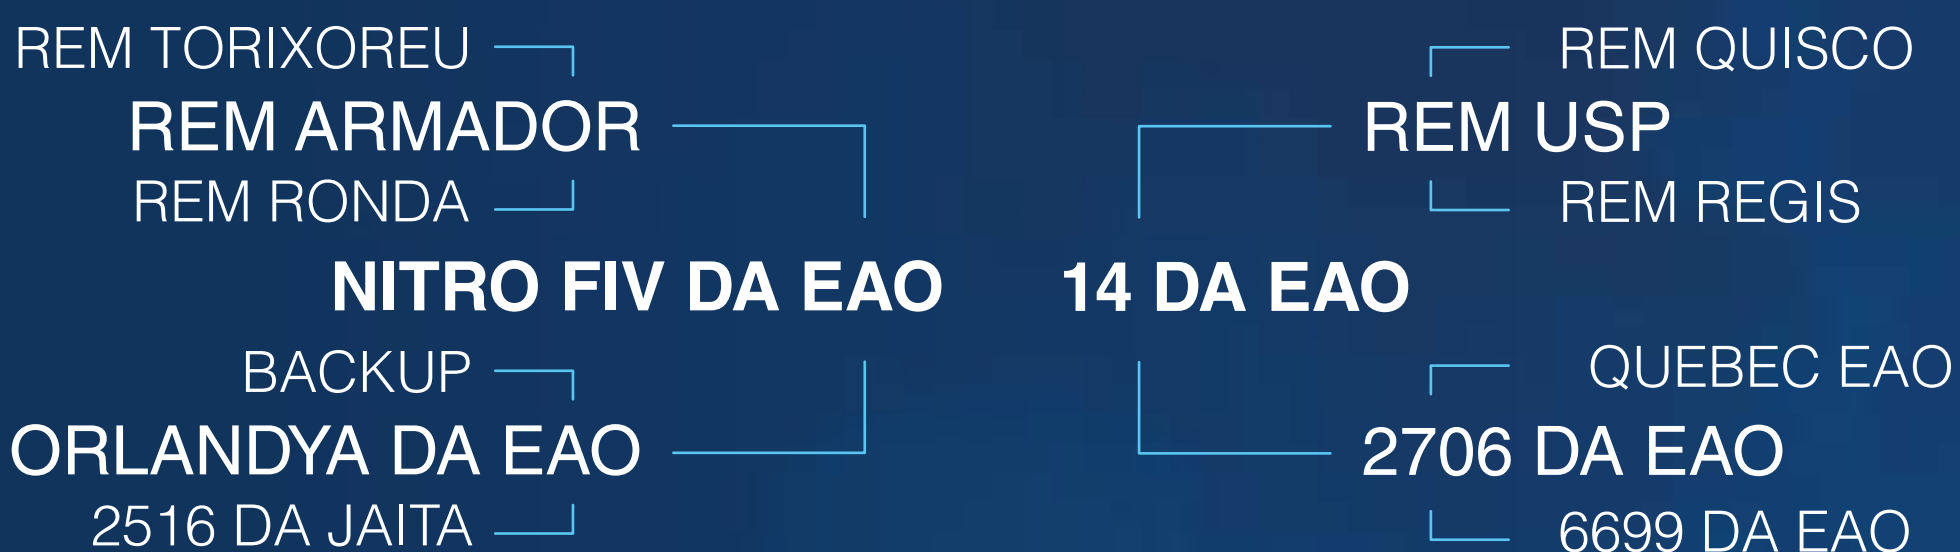 REM TORIXOREU
REM QUISCO
REM ARMADOR
REM USP
REM RONDA
REM REGIS
NITRO FIV DA EAO
14 DA EAO
BACKUP
QUEBEC EAO
ORLANDYA DA EAO
2706 DA EAO
2516 DA JAITA
6699 DA EAO